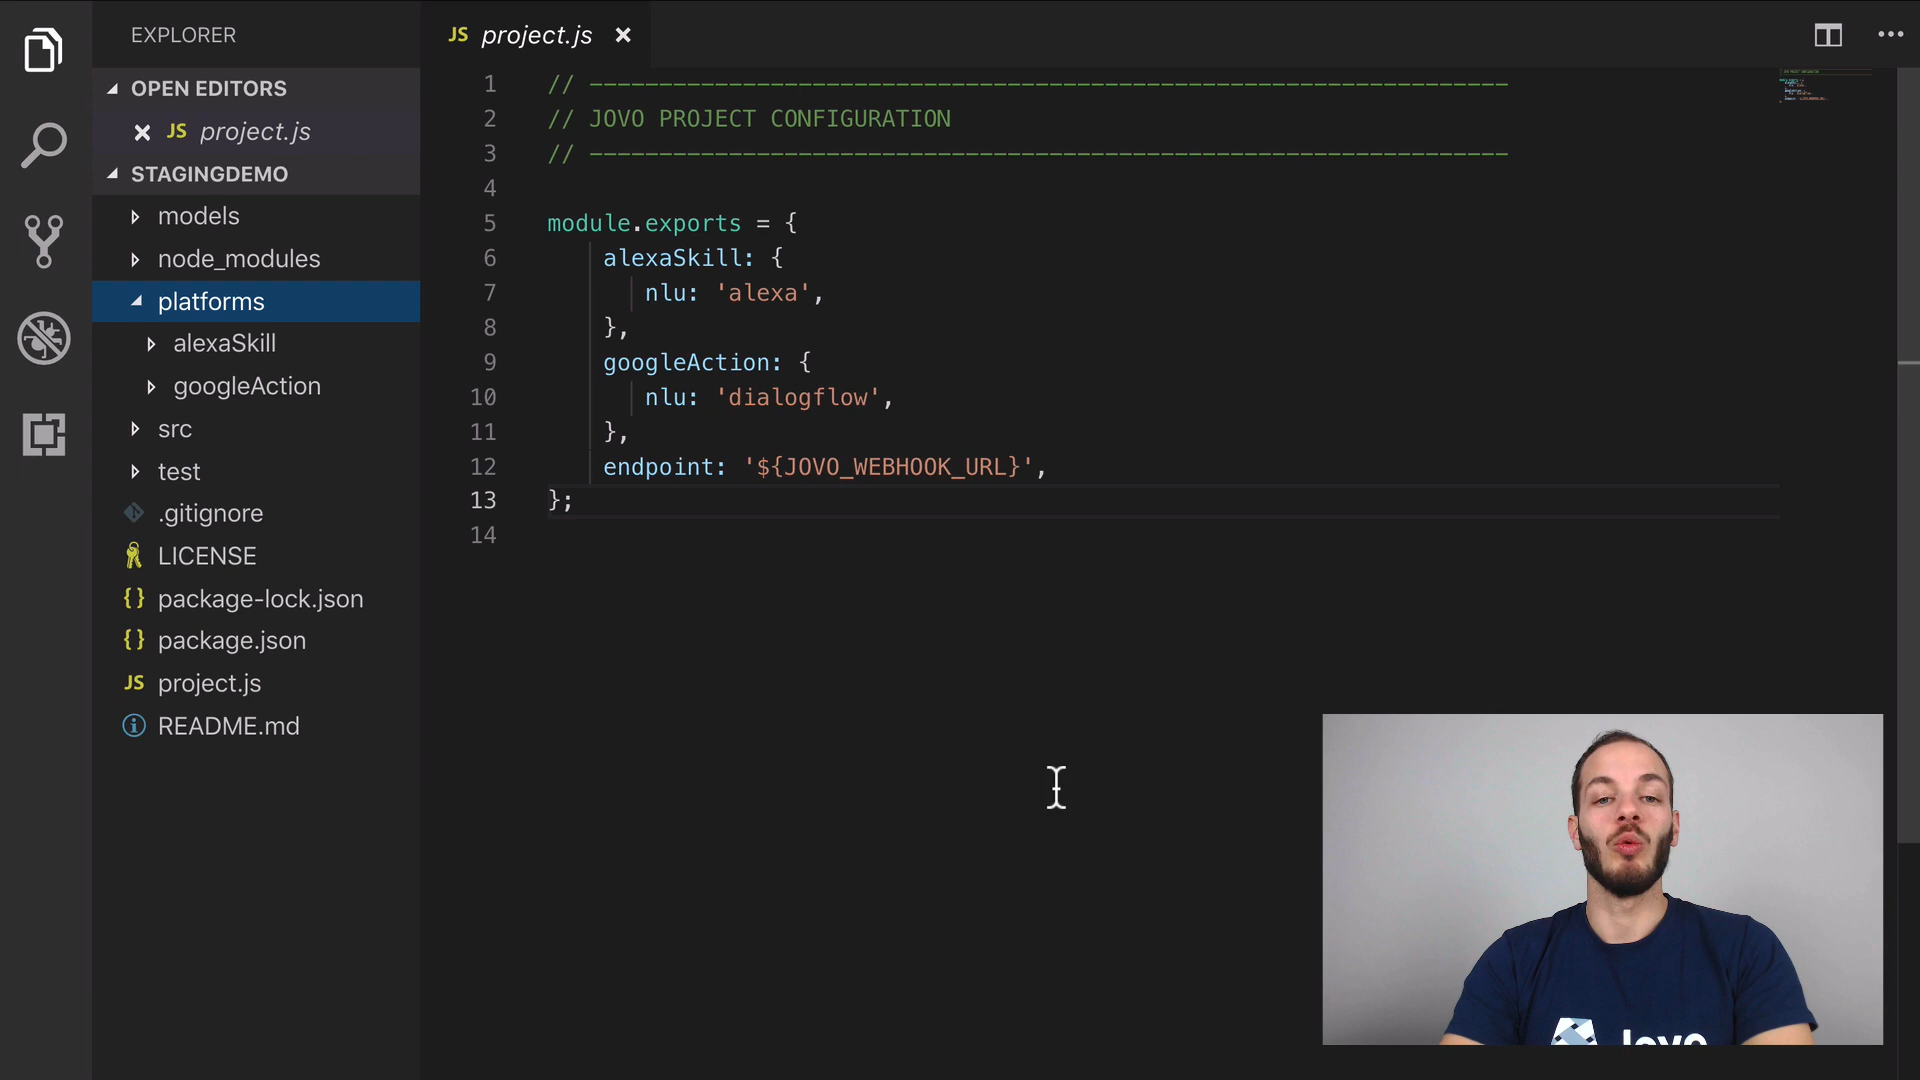 EXPLORER
OPEN EDITORS
JS project.js
STAGINGDEMO
models
node_modules
platforms
alexaSkill
googleAction
src
test
.gitignore
LICENSE
{} package-lock.json
{} package.json
JS project.js
README.md
JS project.js
1 // ------------------------------------------------------------------
2 // JOVO PROJECT CONFIGURATION
3 // ------------------------------------------------------------------
4
5 module.exports = {
6 alexaSkill: {
7 nlu: 'alexa',
8 },
9 googleAction: {
10 nlu: 'dialogflow',
11 },
12 endpoint: '${JOVO_WEBHOOK_URL}',
13 };
14
Jovo